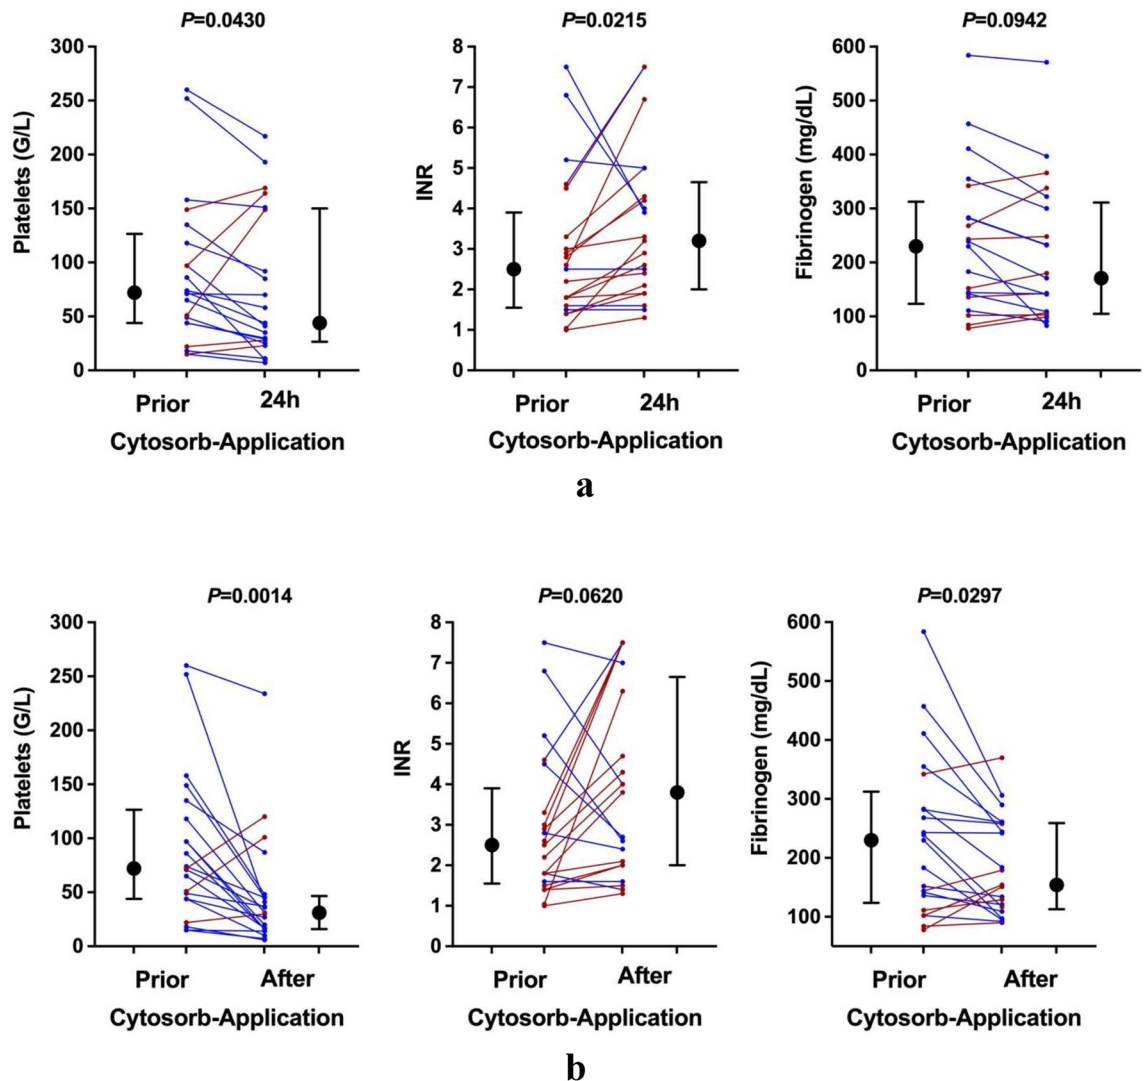 P=0.0430
P=0.0215
P=0.0942
Platelets (G/L)
300
250
200
150
100
50
0
Prior
24h
Cytosorb-Application
INR
8
7
6
5
4
3
2
1
0
Prior
24h
Cytosorb-Application
Fibrinogen (mg/dL)
600
500
400
300
200
100
0
Prior
24h
Cytosorb-Application
a
P=0.0014
P=0.0620
P=0.0297
Platelets (G/L)
300
250
200
150
100
50
0
Prior
After
Cytosorb-Application
INR
8
7
6
5
4
3
2
1
0
Prior
After
Cytosorb-Application
Fibrinogen (mg/dL)
600
500
400
300
200
100
Prior
After
Cytosorb-Application
b